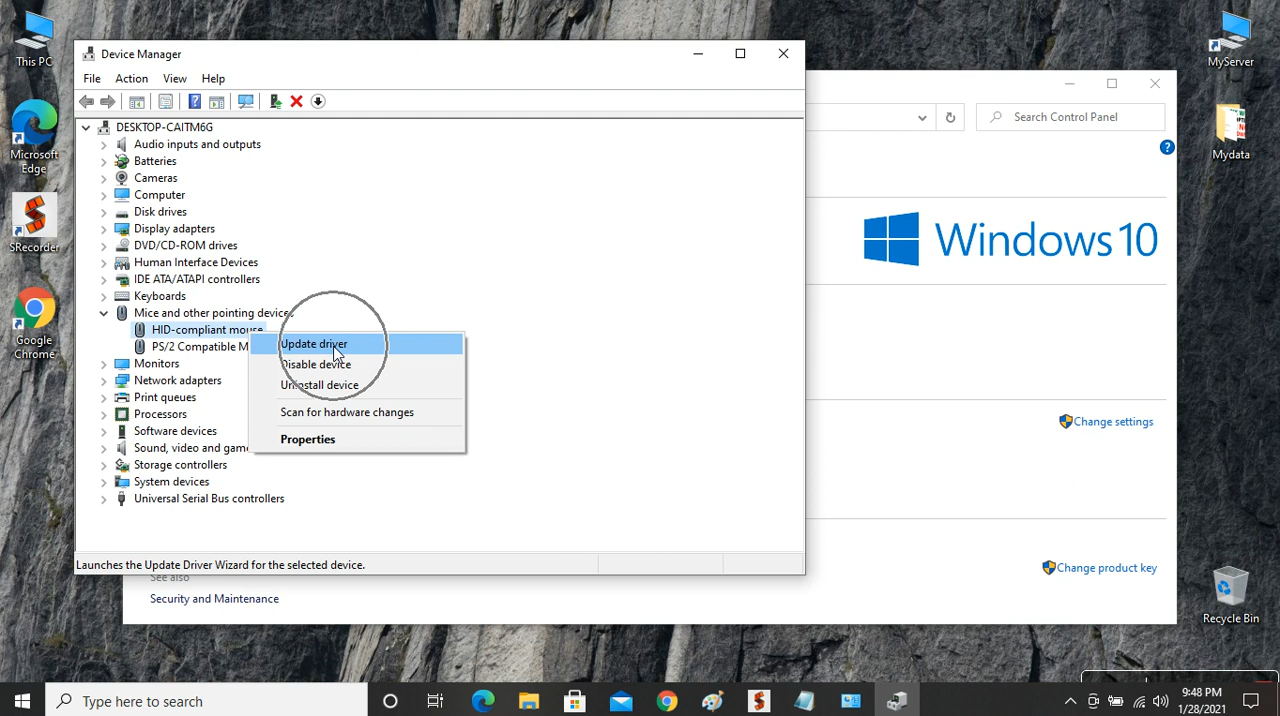 This PC
Microsoft
Edge
SRecorder
Google
Chrome
Device Manager
File Action View Help
DESKTOP-CAITM6G
Audio inputs and outputs
Batteries
Cameras
Computer
Disk drives
Display adapters
DVD/CD-ROM drives
Human Interface Devices
IDE ATA/ATAPI controllers
Keyboards
Mice and other pointing devices
HID-compliant mouse
PS/2 Compatible M
Monitors
Network adapters
Print queues
Processors
Software devices
Sound, video and game
Storage controllers
System devices
Universal Serial Bus controllers
Update driver
Disable device
Uninstall device
Scan for hardware changes
Properties
Launches the Update Driver Wizard for the selected device.
Search Control Panel
Windows 10
Change settings
Change product key
See also
Security and Maintenance
MyServer
Mydata
Recycle Bin
Type here to search
9:48 PM
1/28/2021